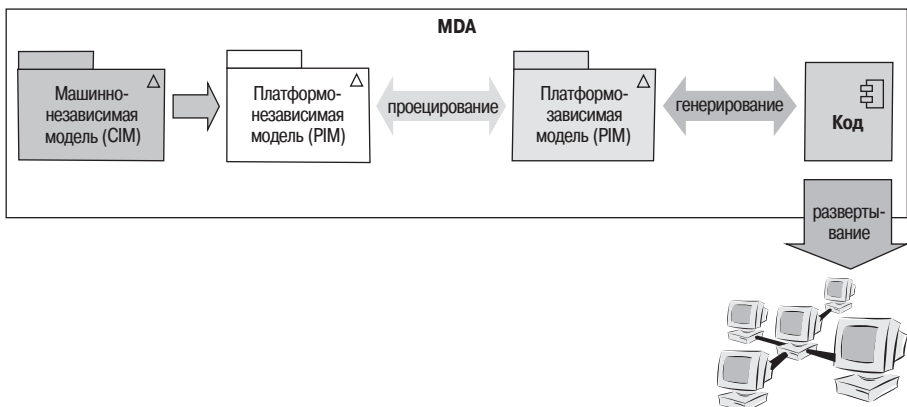 MDA
Машинно-
независимая
модель (CIM)
Платформо-
независимая
модель (PIM)
проецирование
Платформо-
зависимая
модель (PIM)
генерирование
Код
разверты-
вание